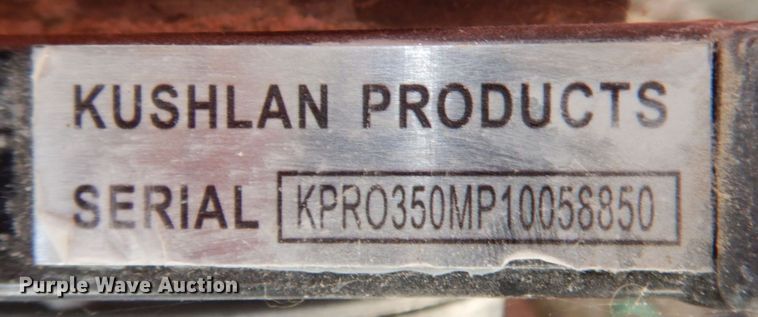 KUSHLAN PRODUCTS
SERIAL KPRO350MP10058850
Purple Wave Auction